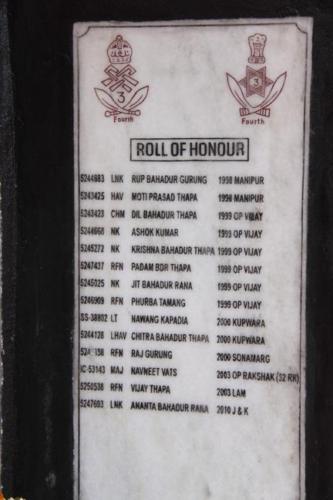 3 3
Fourth Fourth
ROLL OF HONOUR
5244683 LNK RUP BAHADUR GURUNG 1998 MANIPUR
5243425 HAV MOTI PRASAD THAPA 1998 MANIPUR
5243423 CHM DIL BAHADUR THAPA 1999 OP VIJAY
5244668 NK ASHOK KUMAR 1999 OP VIJAY
5245272 NK KRISHNA BAHADUR THAPA 1999 OP VIJAY
5247437 RFN PADAM BDR THAPA 1999 OP VIJAY
5245025 NK JIT BAHADUR RANA 1999 OP VIJAY
5246909 RFN PHURBA TAMANG 1999 OP VIJAY
SS-38802 LT NAWANG KAPADIA 2000 KUPWARA
5244128 LHAV CHITRA BAHADUR THAPA 2000 KUPWARA
RFN RAJ GURUNG 2000 SONAMARG
IC-53143 MAJ NAVNEET VATS 2003 OP RAKSHAK (32 RR)
5250538 RFN VIJAY THAPA 2003 LAM
5247693 LNK ANANTA BAHADUR RANA 2010 J & K